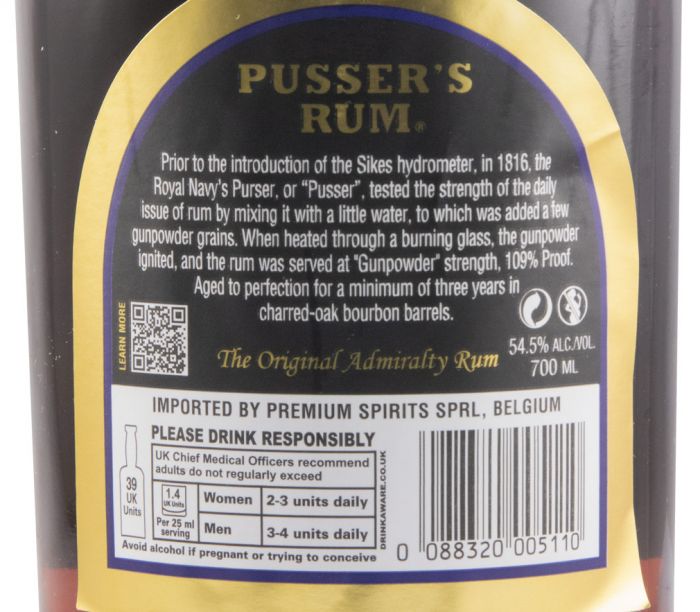 PUSSER'S
RUM®
Prior to the introduction of the Sikes hydrometer, in 1816, the
Royal Navy's Purser, or "Pusser", tested the strength of the daily
issue of rum by mixing it with a little water, to which was added a few
gunpowder grains. When heated through a burning glass, the gunpowder
ignited, and the rum was served at "Gunpowder" strength, 109% Proof.
Aged to perfection for a minimum of three years in
charred-oak bourbon barrels.
LEARN MORE
The Original Admiralty Rum
54.5% ALC./VOL.
700 ML
IMPORTED BY PREMIUM SPIRITS SPRL, BELGIUM
PLEASE DRINK RESPONSIBLY
UK Chief Medical Officers recommend
adults do not regularly exceed
39
UK
Units
1.4
UK Units
Per 25 ml
serving
Women 2-3 units daily
Men 3-4 units daily
Avoid alcohol if pregnant or trying to conceive
DRINKAWARE.CO.UK
0 088320 005110